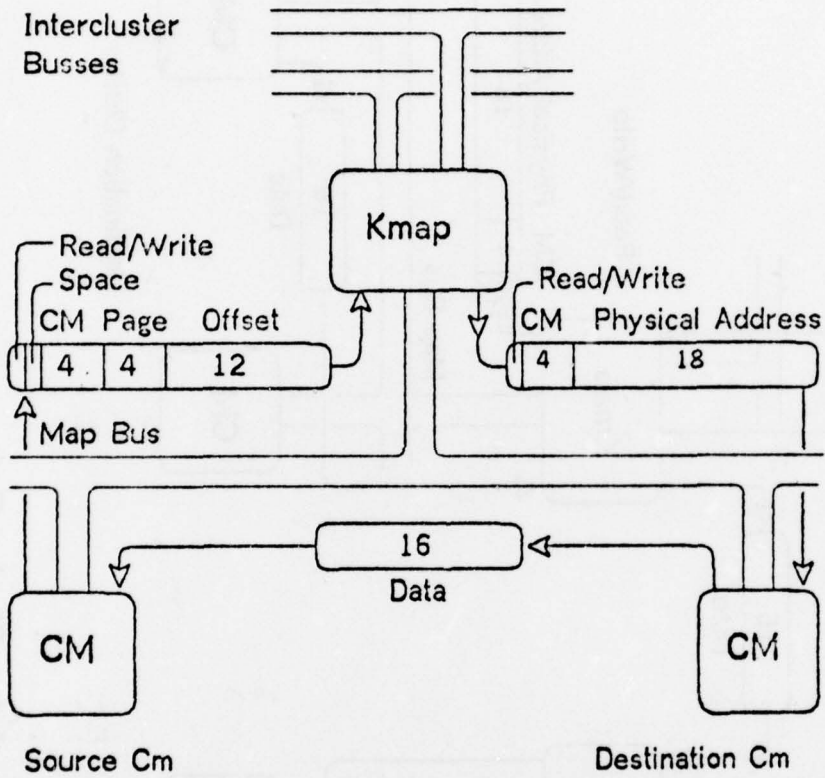 Intercluster
Busses
Kmap
Read/Write
Space
CM Page Offset
4 4 12
Read/Write
CM Physical Address
4 18
Map Bus
16
Data
CM
CM
Source Cm
Destination Cm